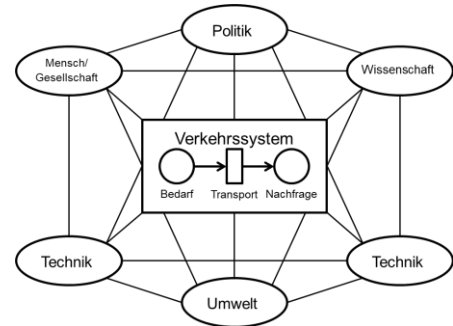 Politik
Mensch/
Gesellschaft
Wissenschaft
Verkehrssystem
Bedarf
Transport
Nachfrage
Technik
Technik
Umwelt